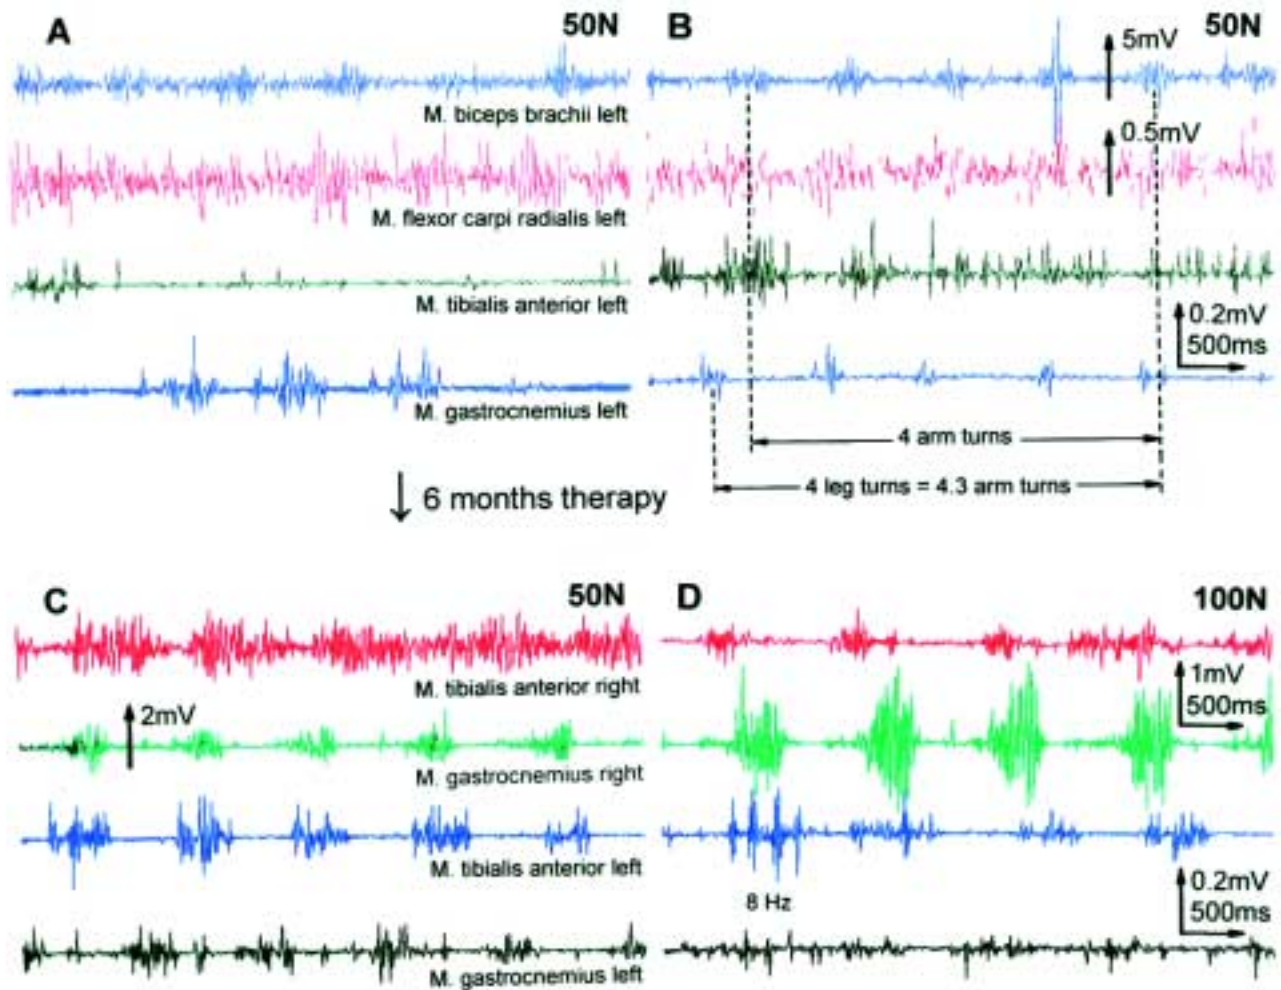 A
50N
M. biceps brachii left
M. flexor carpi radialis left
M. tibialis anterior left
M. gastrocnemius left
B
50N
5mV
0.5mV
0.2mV
500ms
4 arm turns
4 leg turns = 4.3 arm turns
6 months therapy
C
50N
M. tibialis anterior right
2mV
M. gastrocnemius right
M. tibialis anterior left
M. gastrocnemius left
D
100N
1mV
500ms
8 Hz
0.2mV
500ms